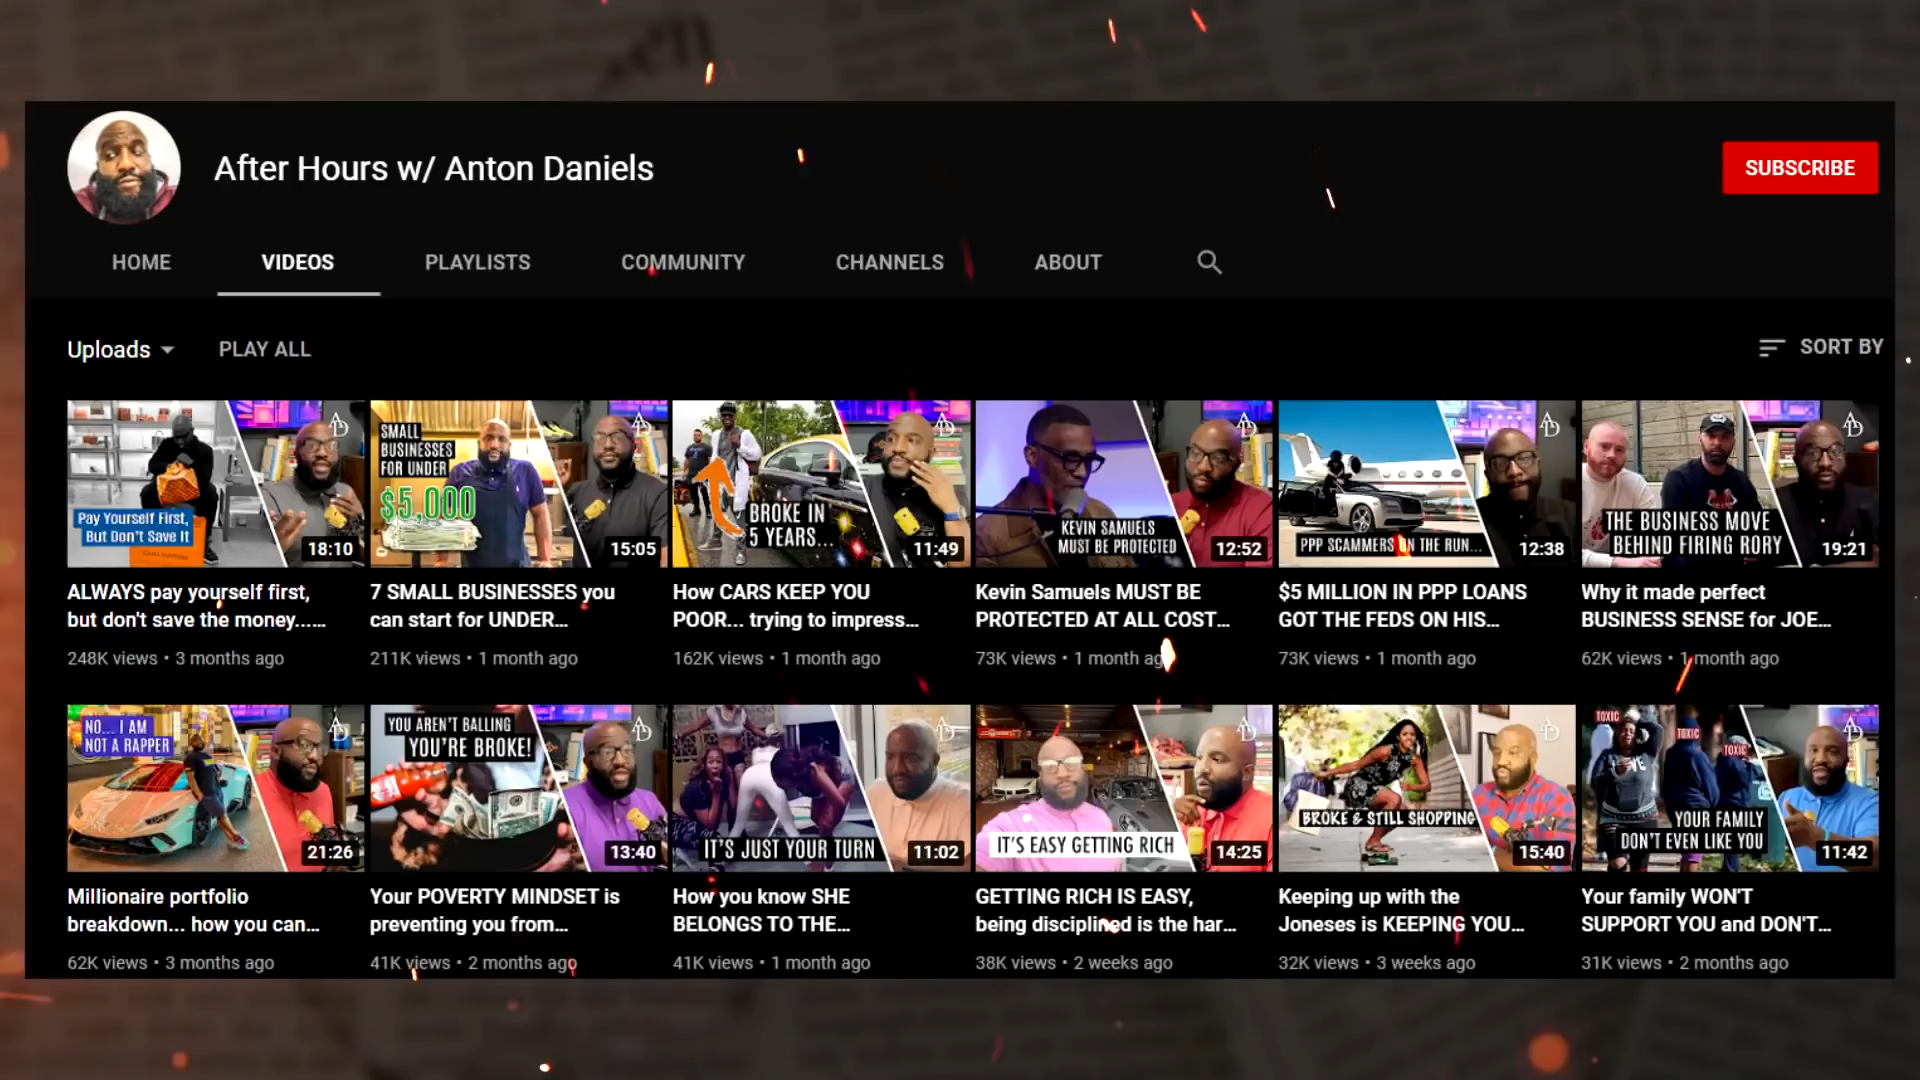 After Hours w/ Anton Daniels
SUBSCRIBE
HOME
VIDEOS
PLAYLISTS
COMMUNITY
CHANNELS
ABOUT
Uploads
PLAY ALL
SORT BY
Pay Yourself First,
But Don't Save It
18:10
SMALL
BUSINESSES
FOR UNDER
$5,000
15:05
BROKE IN
5 YEARS...
11:49
KEVIN SAMUELS
MUST BE PROTECTED
12:52
PPP SCAMMERS ON THE RUN...
12:38
THE BUSINESS MOVE
BEHIND FIRING RORY
19:21
ALWAYS pay yourself first,
but don't save the money......
248K views • 3 months ago
7 SMALL BUSINESSES you
can start for UNDER...
211K views • 1 month ago
How CARS KEEP YOU
POOR... trying to impress...
162K views • 1 month ago
Kevin Samuels MUST BE
PROTECTED AT ALL COST...
73K views • 1 month ago
$5 MILLION IN PPP LOANS
GOT THE FEDS ON HIS...
73K views • 1 month ago
Why it made perfect
BUSINESS SENSE for JOE...
62K views • 1 month ago
NO... I AM
NOT A RAPPER
21:26
YOU AREN'T BALLING
YOU'RE BROKE!
13:40
IT'S JUST YOUR TURN
11:02
IT'S EASY GETTING RICH
14:25
BROKE & STILL SHOPPING
15:40
TOXIC
TOXIC
TOXIC
YOUR FAMILY
DON'T EVEN LIKE YOU
11:42
Millionaire portfolio
breakdown... how you can...
62K views • 3 months ago
Your POVERTY MINDSET is
preventing you from...
41K views • 2 months ago
How you know SHE
BELONGS TO THE...
41K views • 1 month ago
GETTING RICH IS EASY,
being disciplined is the har...
38K views • 2 weeks ago
Keeping up with the
Joneses is KEEPING YOU...
32K views • 3 weeks ago
Your family WON'T
SUPPORT YOU and DON'T...
31K views • 2 months ago